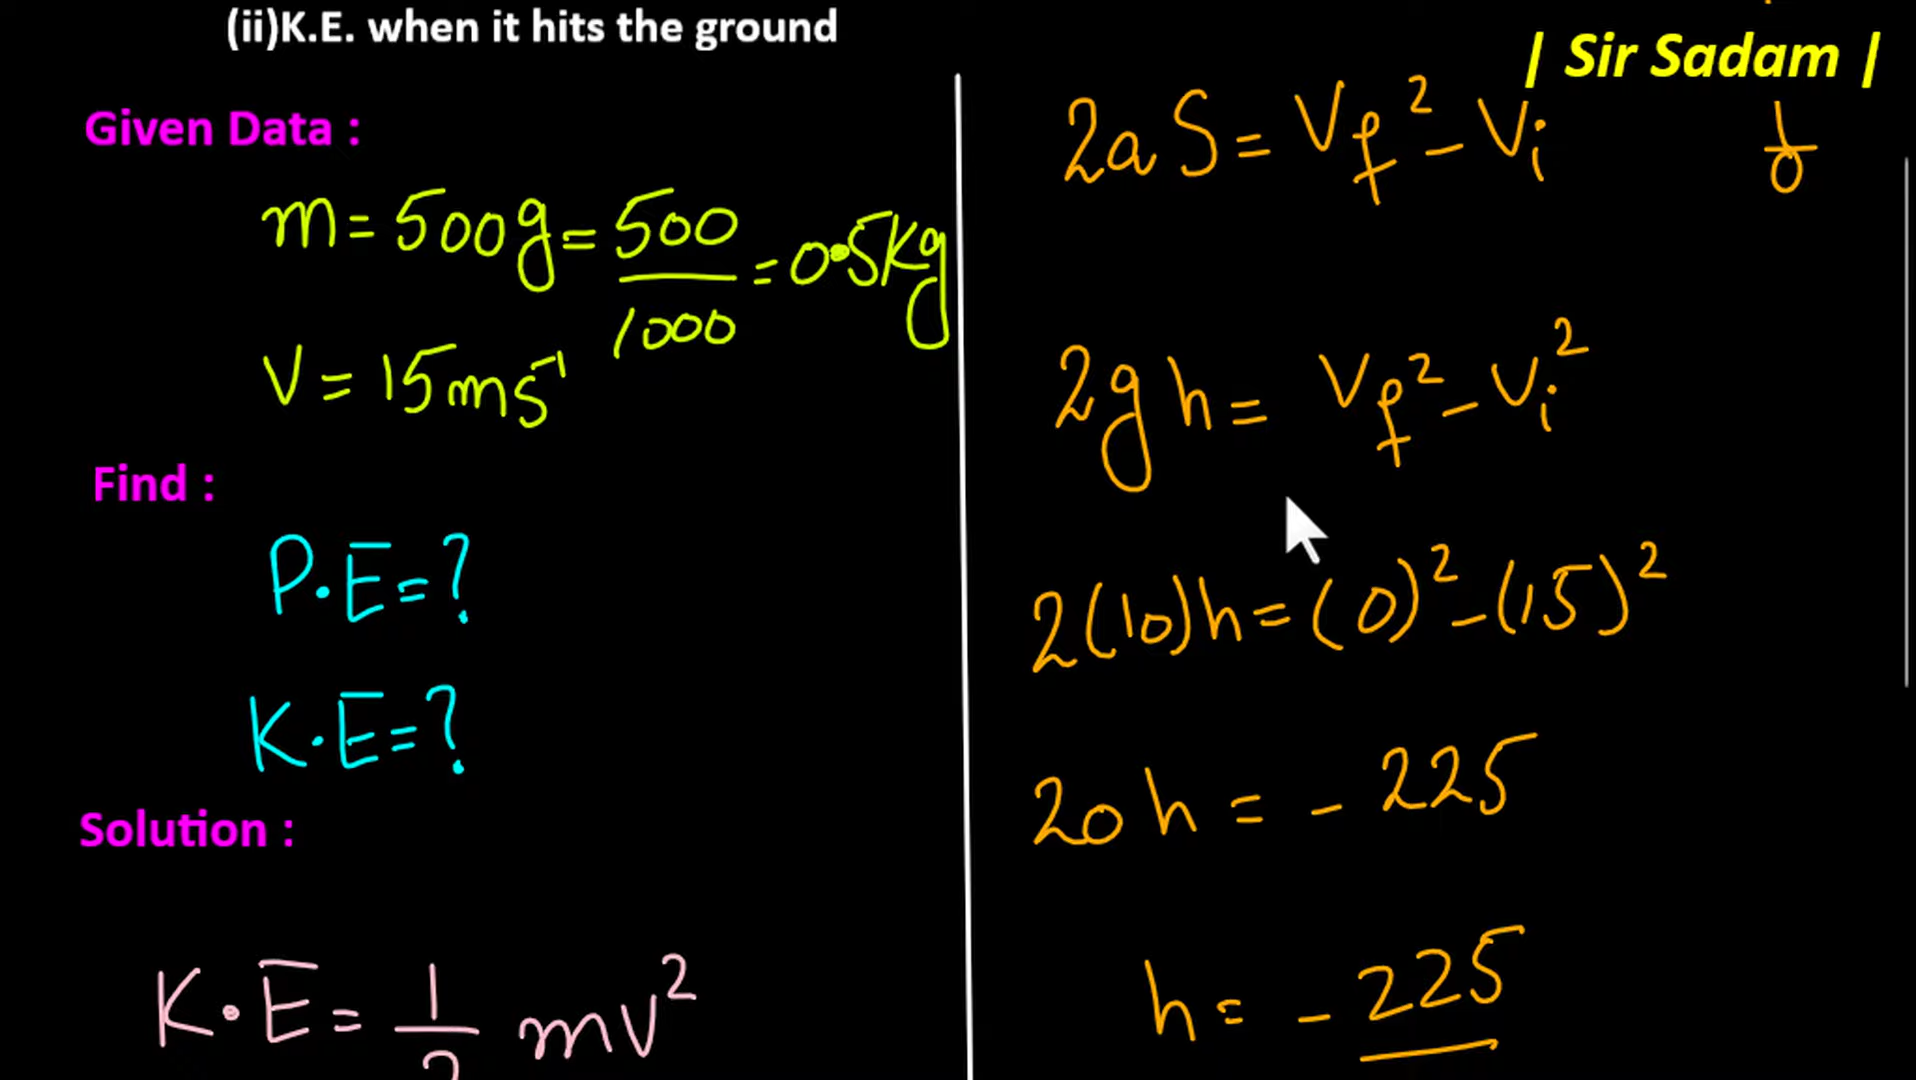 (ii)K.E. when it hits the ground
| Sir Sadam |
Given Data :
m = 500g = 500/1000 = 0.5kg
V = 15ms⁻¹
Find :
P.E = ?
K.E = ?
Solution :
K.E = 1/2 mv²
2aS = Vf² - Vi
2gh = Vf² - Vi²
2(10)h = (0)² - (15)²
20h = - 225
h = - 225